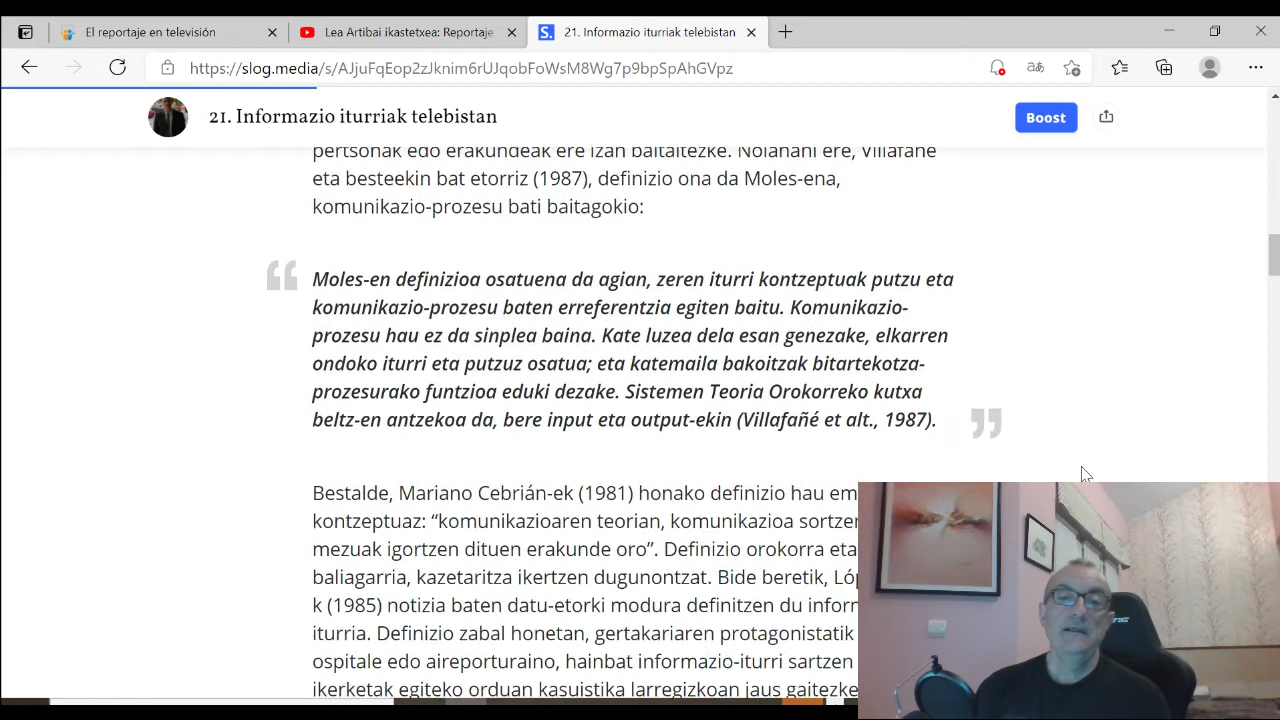 El reportaje en televisión
Lea Artibai ikastetxea: Reportaje
21. Informazio iturriak telebistan
https://slog.media/s/AJjuFqEop2zJknim6rUJqobFoWsM8Wg7p9bpSpAhGVpz
21. Informazio iturriak telebistan
Boost
pertsonak edo erakundeak ere izan baitaitezke. Nolanahi ere, Villafañe
eta besteekin bat etorriz (1987), definizio ona da Moles-ena,
komunikazio-prozesu bati baitagokio:
Moles-en definizioa osatuena da agian, zeren iturri kontzeptuak putzu eta
komunikazio-prozesu baten erreferentzia egiten baitu. Komunikazio-
prozesu hau ez da sinplea baina. Kate luzea dela esan genezake, elkarren
ondoko iturri eta putzuz osatua; eta katemaila bakoitzak bitartekotza-
prozesurako funtzioa eduki dezake. Sistemen Teoria Orokorreko kutxa
beltz-en antzekoa da, bere input eta output-ekin (Villafañé et alt., 1987).
Bestalde, Mariano Cebrián-ek (1981) honako definizio hau em
kontzeptuaz: “komunikazioaren teorian, komunikazioa sortzen
mezuak igortzen dituen erakunde oro”. Definizio orokorra eta
baliagarria, kazetaritza ikertzen dugunontzat. Bide beretik, Ló
k (1985) notizia baten datu-etorki modura definitzen du infor
iturria. Definizio zabal honetan, gertakariaren protagonistatik
ospitale edo aireporturaino, hainbat informazio-iturri sartzen
ikerketak egiteko orduan kasuistika larregizkoan jaus gaitezke